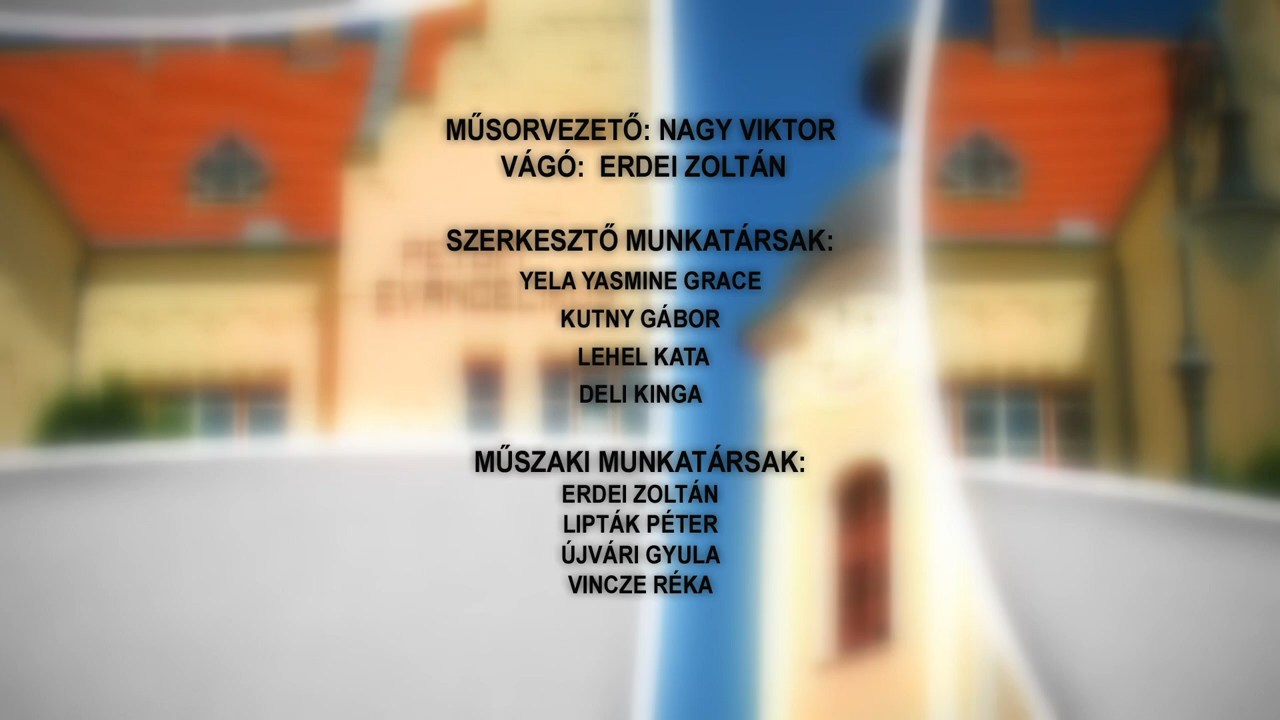 MŰSORVEZETŐ: NAGY VIKTOR
VÁGÓ: ERDEI ZOLTÁN
SZERKESZTŐ MUNKATÁRSAK:
YELA YASMINE GRACE
KUTNY GÁBOR
LEHEL KATA
DELI KINGA
MŰSZAKI MUNKATÁRSAK:
ERDEI ZOLTÁN
LIPTÁK PÉTER
ÚJVÁRI GYULA
VINCZE RÉKA